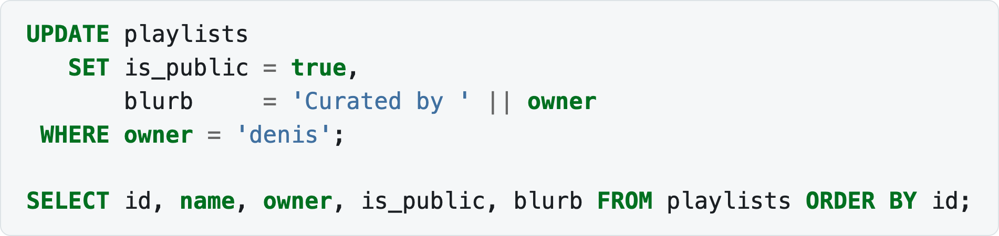 UPDATE playlists
   SET is_public = true,
       blurb     = 'Curated by ' || owner
 WHERE owner = 'denis';

SELECT id, name, owner, is_public, blurb FROM playlists ORDER BY id;